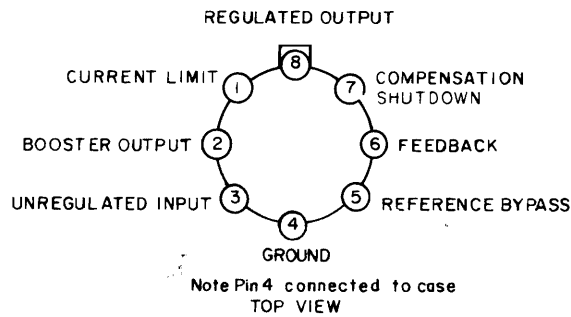 REGULATED OUTPUT
8
CURRENT LIMIT
1
7
COMPENSATION
SHUTDOWN
BOOSTER OUTPUT
2
6
FEEDBACK
UNREGULATED INPUT
3
5
REFERENCE BYPASS
4
GROUND
Note Pin 4 connected to case
TOP VIEW